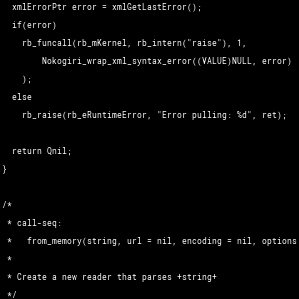 xmlErrorPtr error = xmlGetLastError();
if(error)
rb_funcall(rb_mKernel, rb_intern("raise"), 1,
Nokogiri_wrap_xml_syntax_error((VALUE)NULL, error)
);
else
rb_raise(rb_eRuntimeError, "Error pulling: %d", ret);
return Qnil;
}
/*
* call-seq:
* from_memory(string, url = nil, encoding = nil, options
*
* Create a new reader that parses +string+
*/